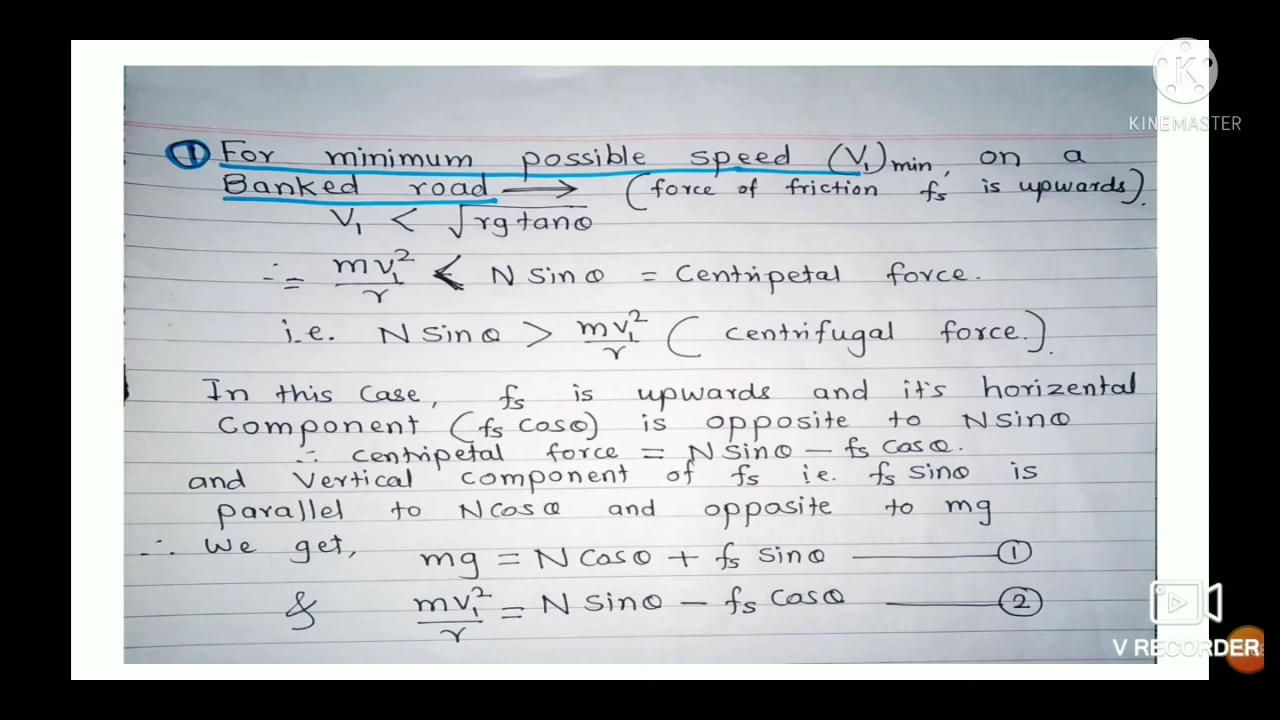 ① For minimum possible speed (V₁)min, on a
Banked road ⟶ (force of friction fs is upwards).
V₁ < √rg tanθ
∴ = mv₁²/r < N sinθ = Centripetal force.
i.e. N sinθ > mv₁²/r (centrifugal force.).
In this case, fs is upwards and it's horizental
Component (fs cosθ) is opposite to N sinθ
∴ centripetal force = N sinθ - fs cosθ.
and Vertical component of fs i.e. fs sinθ is
parallel to N cosθ and opposite to mg
∴ We get, mg = N cosθ + fs sinθ ①
& mv₁²/r = N sinθ - fs cosθ ②
K
KINEMASTER
V RECORDER